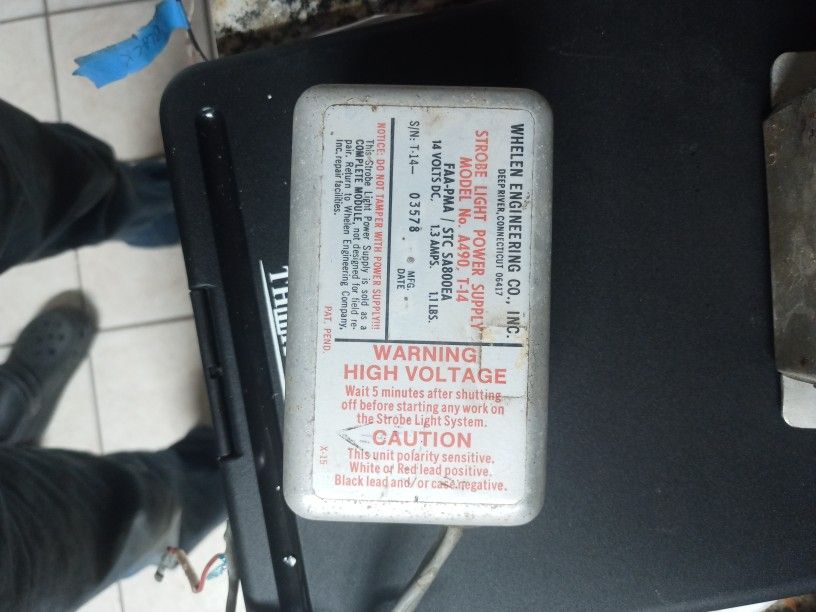 WHELEN ENGINEERING CO., INC.
DEEP RIVER, CONNECTICUT 06417
STROBE LIGHT POWER SUPPLY
MODEL No. A490, T-14
FAA-PMA / STC SA800EA
14 VOLTS DC. 1.3 AMPS. 1.1 LBS.
S/N: T-14— 03578 MFG.
DATE
NOTICE: DO NOT TAMPER WITH POWER SUPPLY!!!
This Strobe Light Power Supply is sold as a
COMPLETE MODULE, not designed for field re-
pair. Return to Whelen Engineering Company,
Inc. repair facilities.
PAT. PEND.
WARNING
HIGH VOLTAGE
Wait 5 minutes after shutting
off before starting any work on
the Strobe Light System.
CAUTION
This unit polarity sensitive.
White or Red lead positive.
Black lead and/or case negative.
X-15